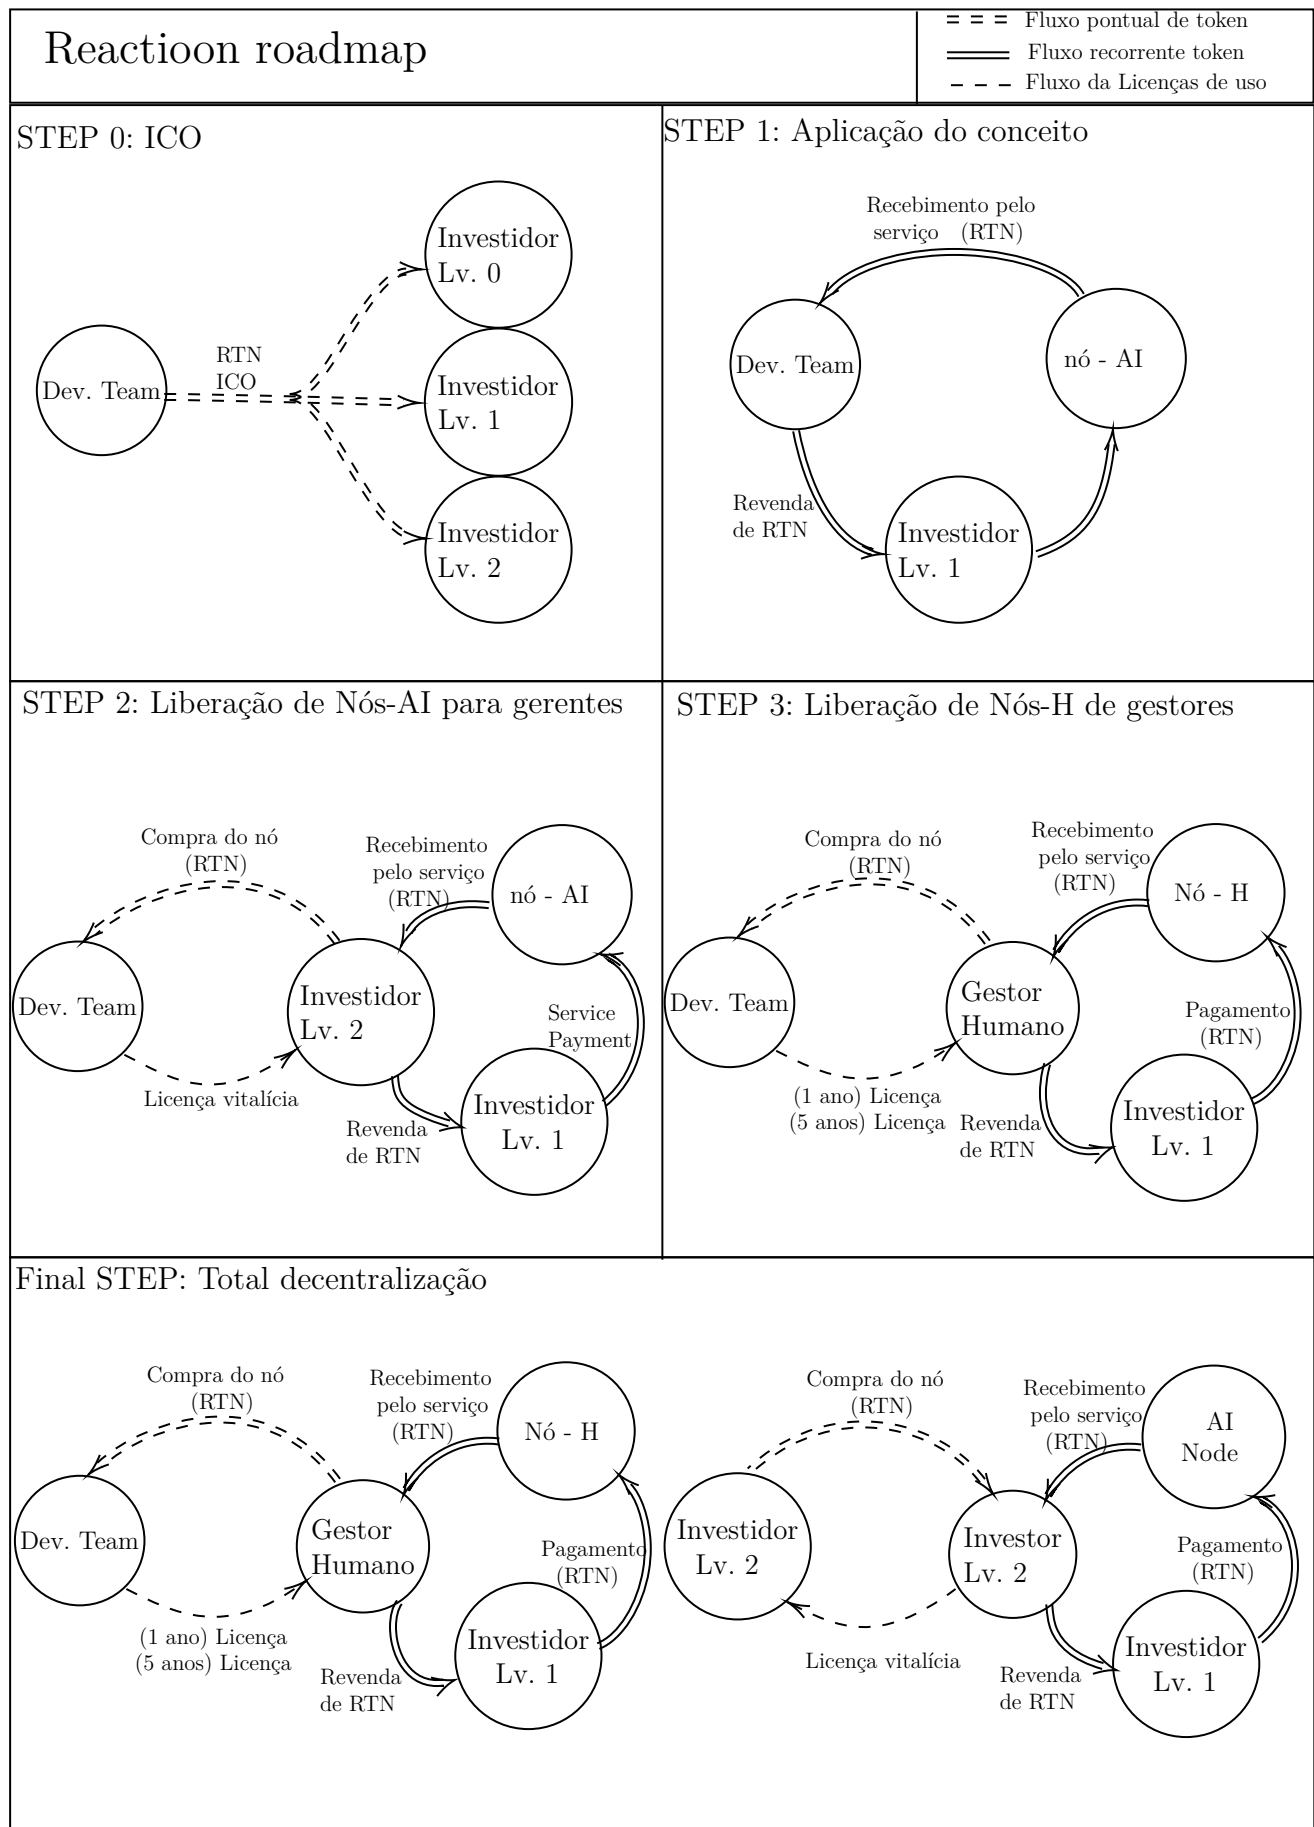 Reactioon roadmap
Fluxo pontual de token
Fluxo recorrente token
Fluxo da Licenças de uso
STEP 0: ICO
Investidor
Lv. 0
RTN
ICO
Dev. Team
Investidor
Lv. 1
Investidor
Lv. 2
STEP 1: Aplicação do conceito
Recebimento pelo
serviço (RTN)
Dev. Team
nó - AI
Revenda
de RTN
Investidor
Lv. 1
STEP 2: Liberação de Nós-AI para gerentes
Compra do nó
(RTN)
Recebimento
pelo serviço
(RTN)
nó - AI
Dev. Team
Investidor
Lv. 2
Service
Payment
Licença vitalícia
Revenda
de RTN
Investidor
Lv. 1
STEP 3: Liberação de Nós-H de gestores
Compra do nó
(RTN)
Recebimento
pelo serviço
(RTN)
Nó - H
Dev. Team
Gestor
Humano
Pagamento
(RTN)
(1 ano) Licença
(5 anos) Licença
Revenda
de RTN
Investidor
Lv. 1
Final STEP: Total decentralização
Compra do nó
(RTN)
Recebimento
pelo serviço
(RTN)
Nó - H
Dev. Team
Gestor
Humano
Pagamento
(RTN)
(1 ano) Licença
(5 anos) Licença
Revenda
de RTN
Investidor
Lv. 1
Compra do nó
(RTN)
Recebimento
pelo serviço
(RTN)
AI
Node
Investidor
Lv. 2
Investor
Lv. 2
Pagamento
(RTN)
Licença vitalícia
Revenda
de RTN
Investidor
Lv. 1